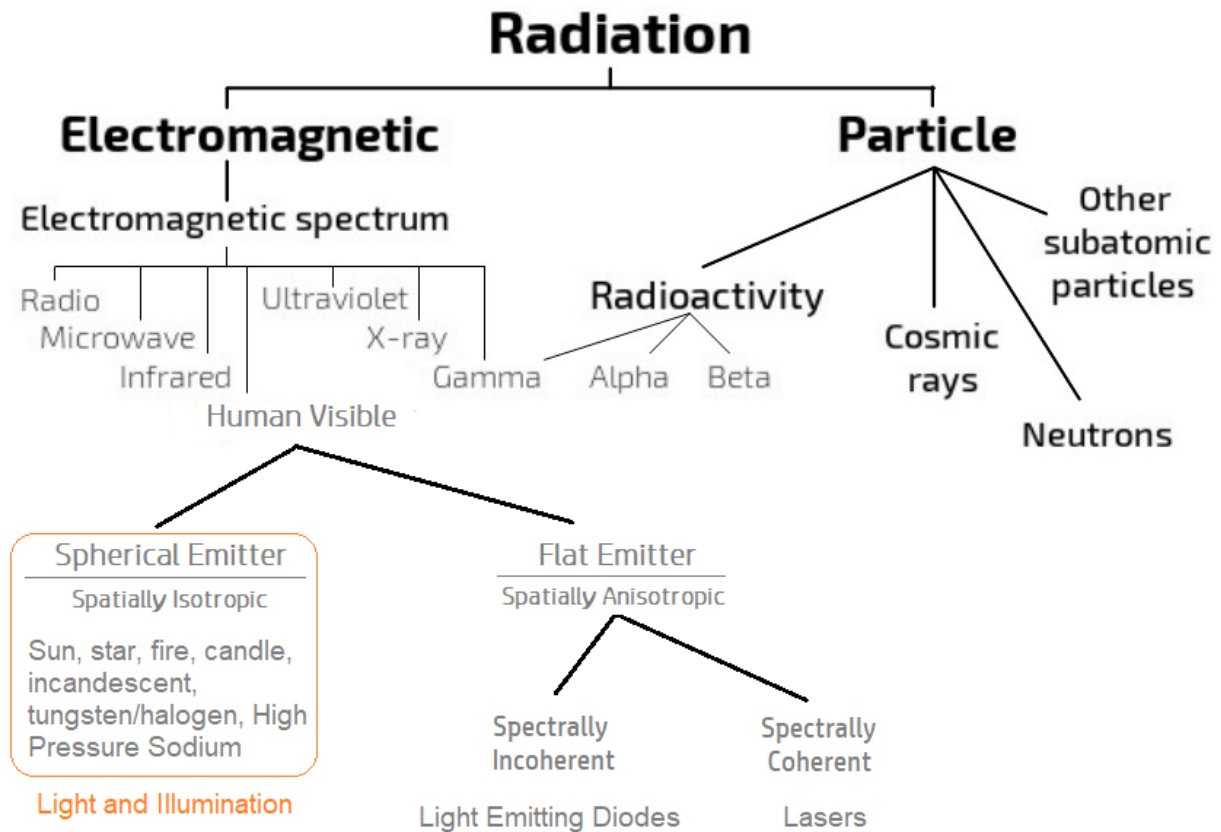 Radiation
Electromagnetic
Particle
Electromagnetic spectrum
Other
subatomic
particles
Radio
Ultraviolet
Radioactivity
Microwave
X-ray
Cosmic
rays
Infrared
Gamma
Alpha
Beta
Human Visible
Neutrons
Spherical Emitter
Spatially Isotropic
Sun, star, fire, candle,
incandescent,
tungsten/halogen, High
Pressure Sodium
Light and Illumination
Flat Emitter
Spatially Anisotropic
Spectrally
Incoherent
Light Emitting Diodes
Spectrally
Coherent
Lasers